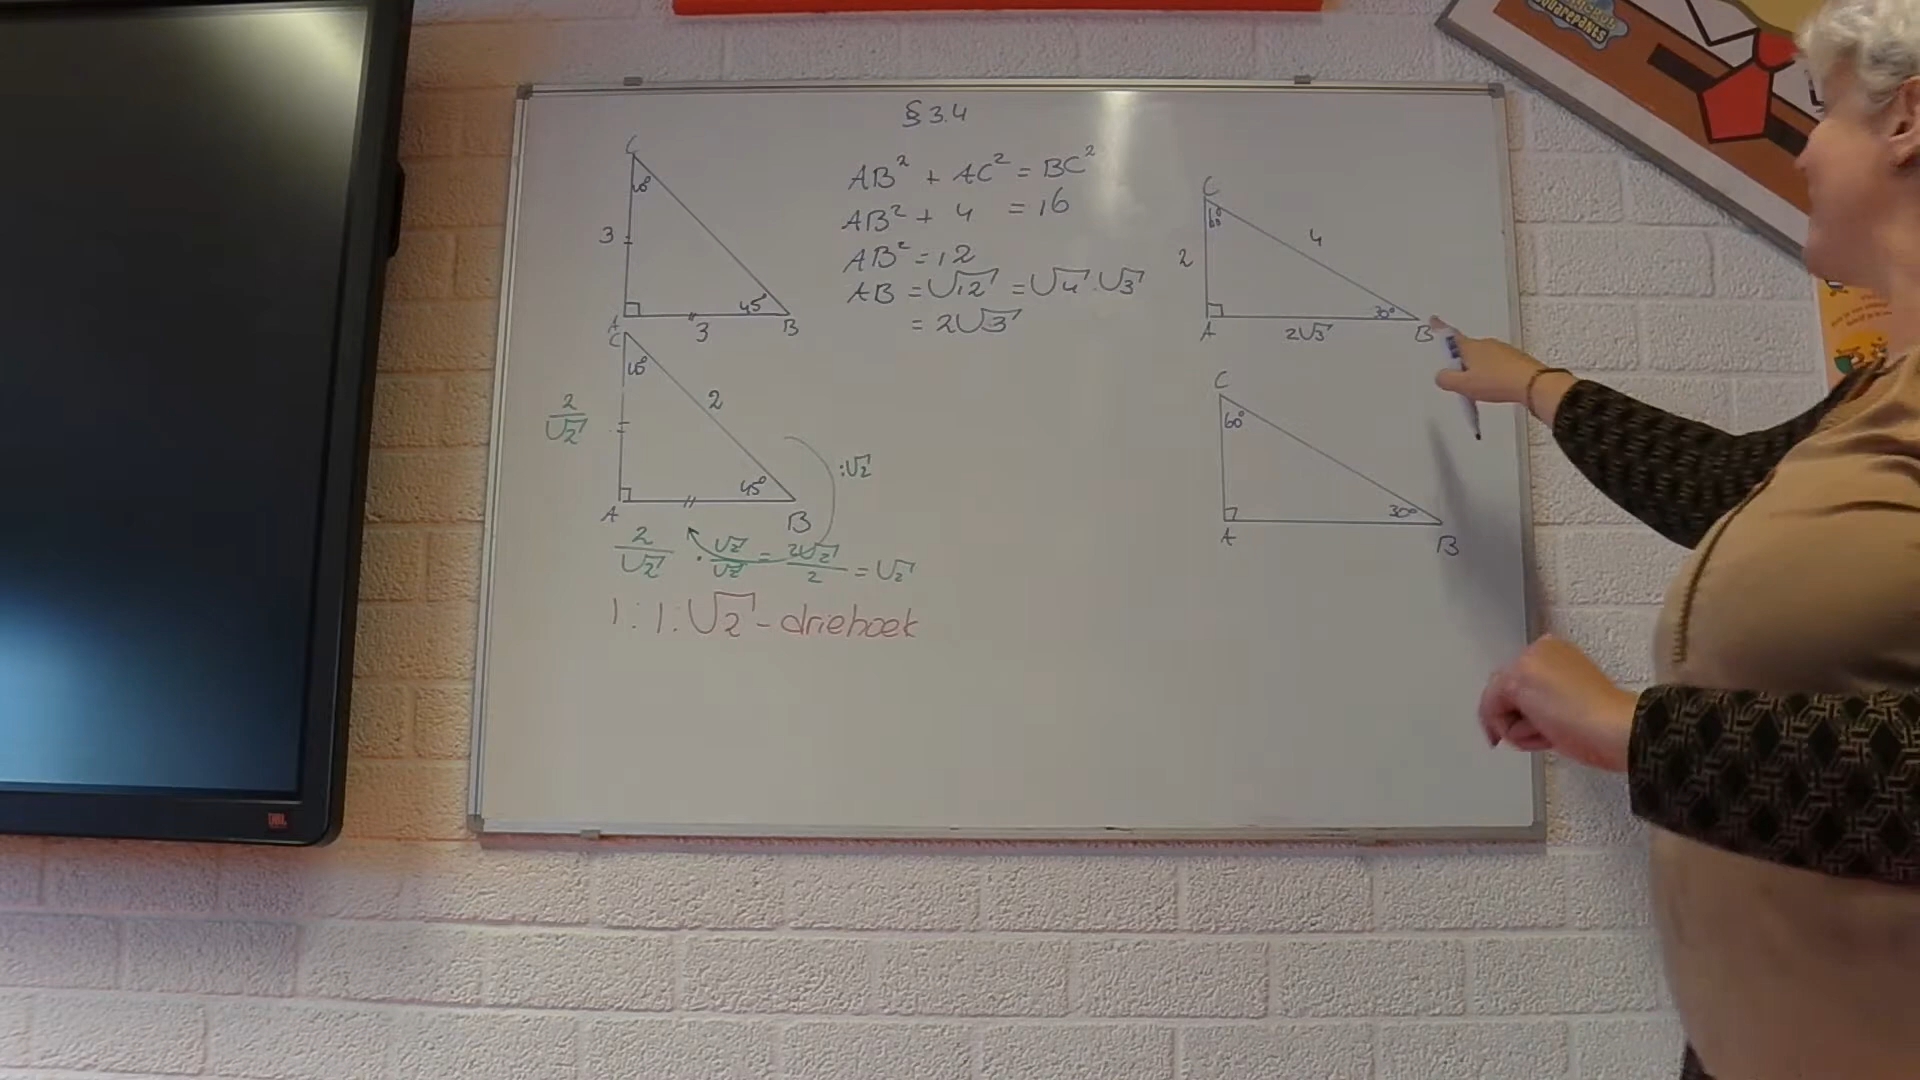 § 3.4
C
3
45°
A
3
B
AB² + AC² = BC²
AB² + 4 = 16
AB² = 12
AB = √12 = √4 · √3
= 2√3
C
60°
2
4
30°
A
2√3
B
C
2
2/√2
:√2
45°
A
B
2/√2 · √2/√2 = 2√2/2 = √2
1 : 1 : √2 - driehoek
C
60°
30°
A
B
SQUAREPANTS
JBL